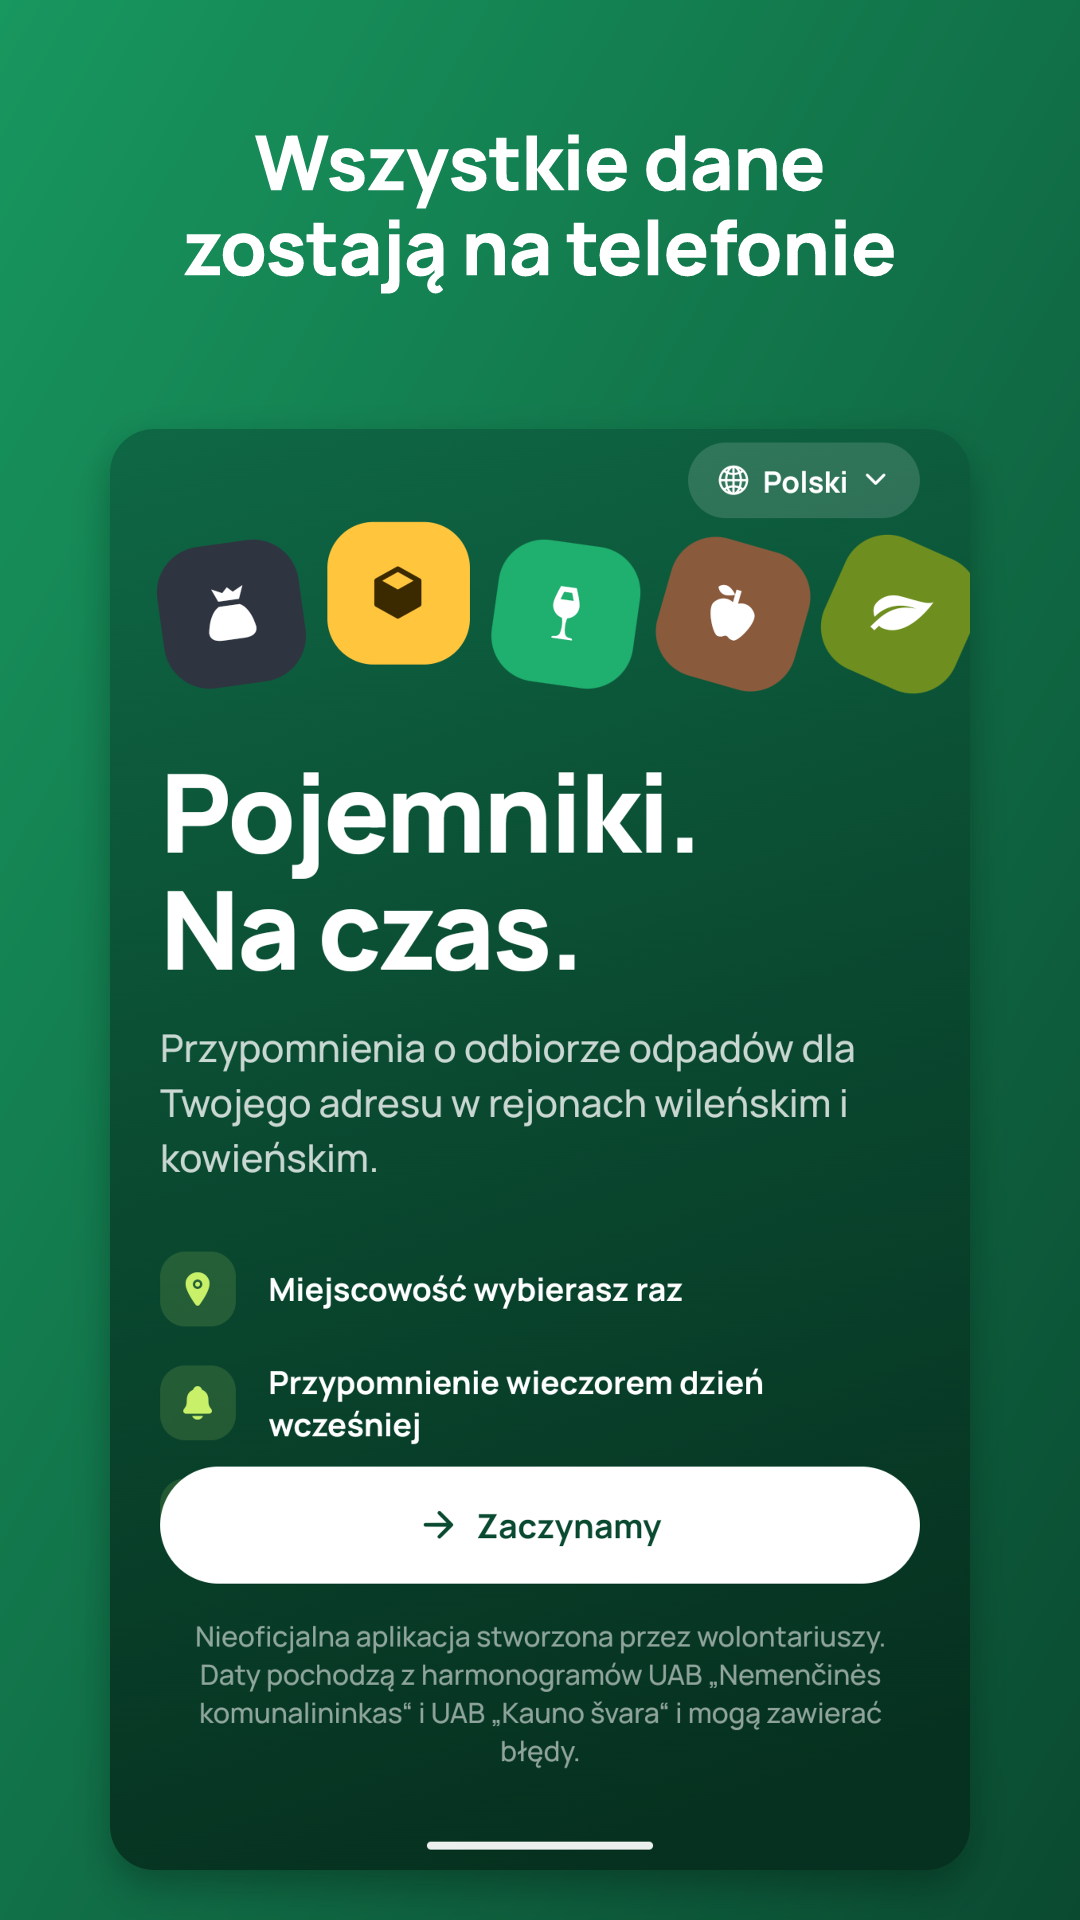 Wszystkie dane
zostają na telefonie
Polski
Pojemniki.
Na czas.
Przypomnienia o odbiorze odpadów dla
Twojego adresu w rejonach wileńskim i
kowieńskim.
Miejscowość wybierasz raz
Przypomnienie wieczorem dzień
wcześniej
Zaczynamy
Nieoficjalna aplikacja stworzona przez wolontariuszy.
Daty pochodzą z harmonogramów UAB „Nemenčinės
komunalininkas“ i UAB „Kauno švara“ i mogą zawierać
błędy.